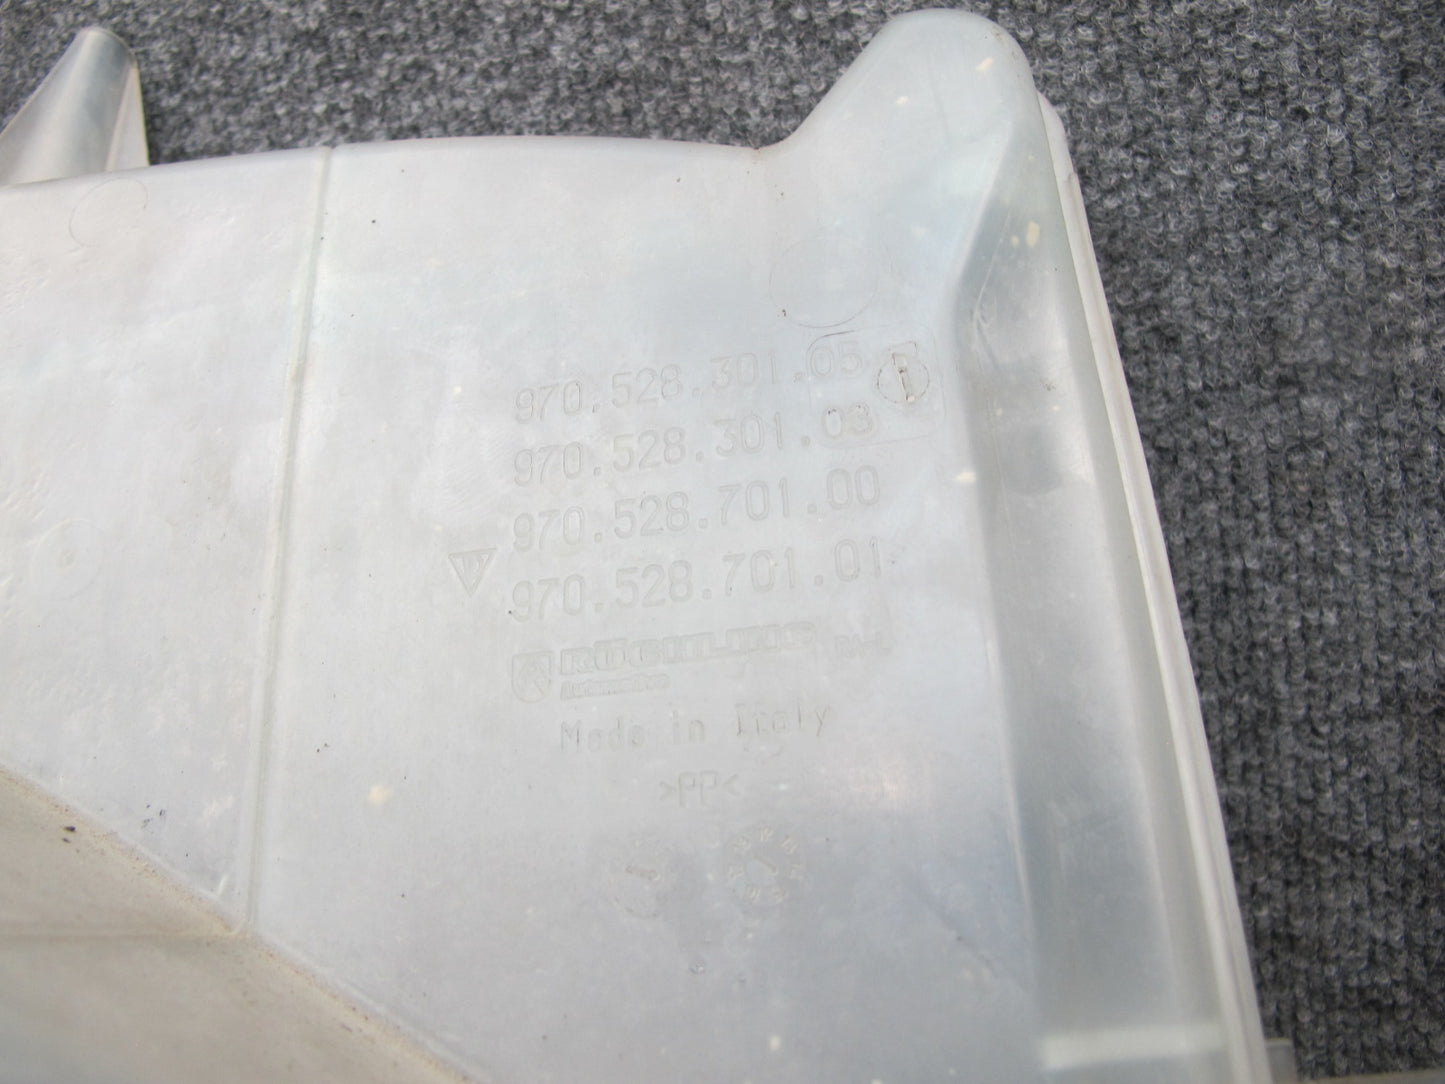 970.528.301.05
970.528.301.03
970.528.701.00
970.528.701.01
RÖCHLING
Automotive
Made in Italy
>PP<